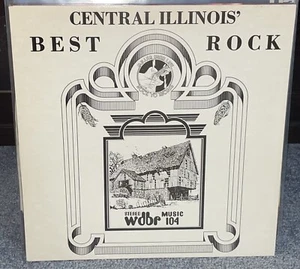 CENTRAL ILLINOIS'
BEST ROCK
STEREO
wdbr MUSIC
104